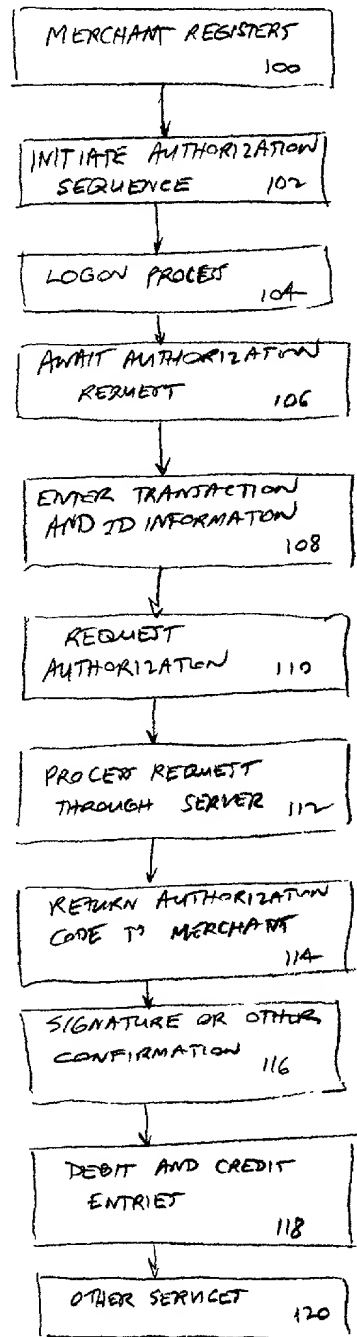 MERCHANT REGISTERS
100
INITIATE AUTHORIZATION
SEQUENCE 102
LOGON PROCESS
104
AWAIT AUTHORIZATION
REQUEST 106
ENTER TRANSACTION
AND ID INFORMATION
108
REQUEST
AUTHORIZATION 110
PROCESS REQUEST
THROUGH SERVER 112
RETURN AUTHORIZATION
CODE TO MERCHANT
114
SIGNATURE OR OTHER
CONFIRMATION 116
DEBIT AND CREDIT
ENTRIES
118
OTHER SERVICES
120